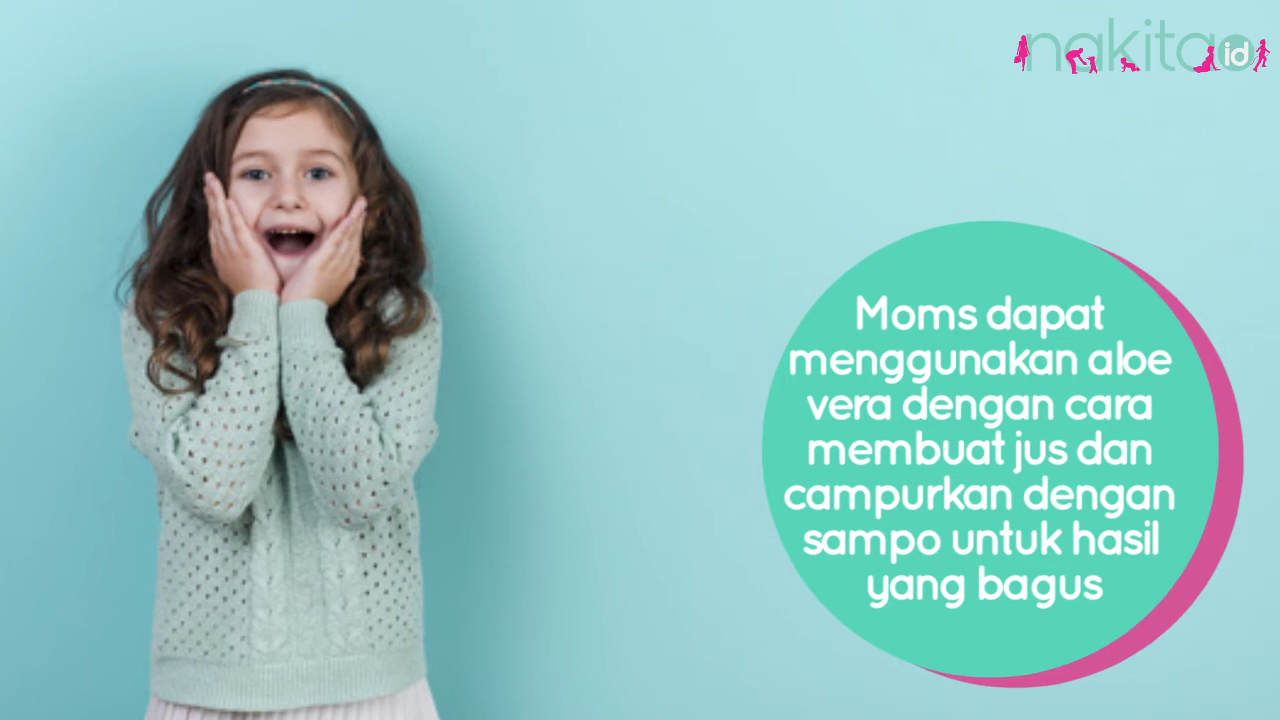 nakita id
Moms dapat
menggunakan aloe
vera dengan cara
membuat jus dan
campurkan dengan
sampo untuk hasil
yang bagus